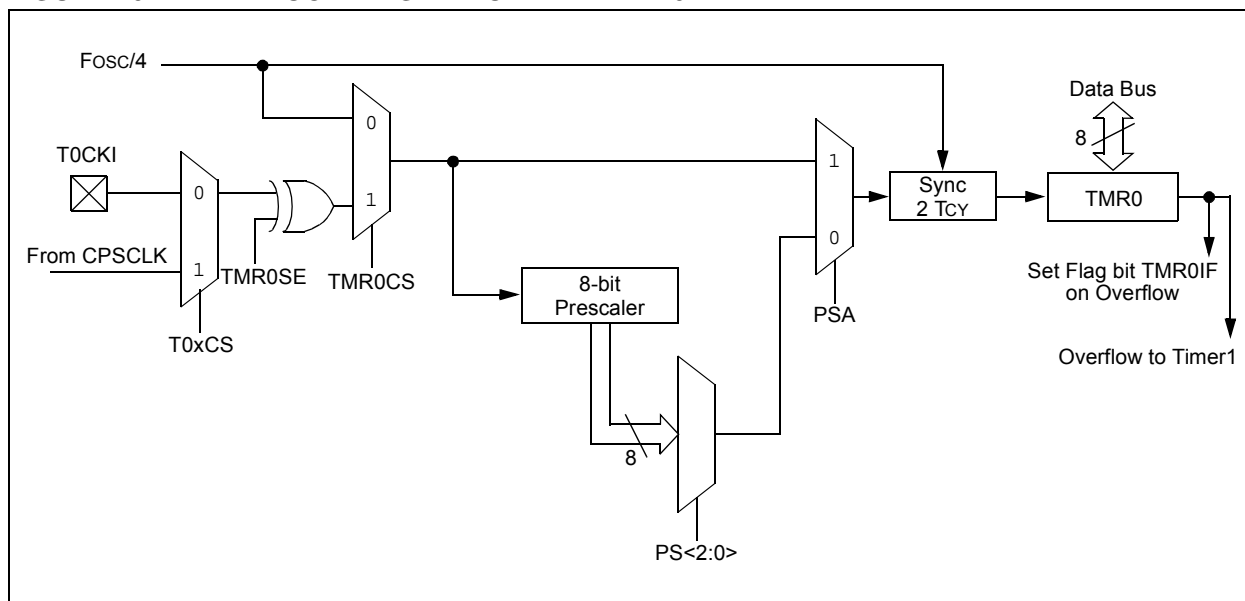 FOSC/4
Data Bus
8
0
T0CKI
1
0
Sync
2 TCY
TMR0
1
0
From CPSCLK
1
TMR0SE
TMR0CS
8-bit
Prescaler
PSA
Set Flag bit TMR0IF
on Overflow
T0xCS
Overflow to Timer1
8
PS<2:0>